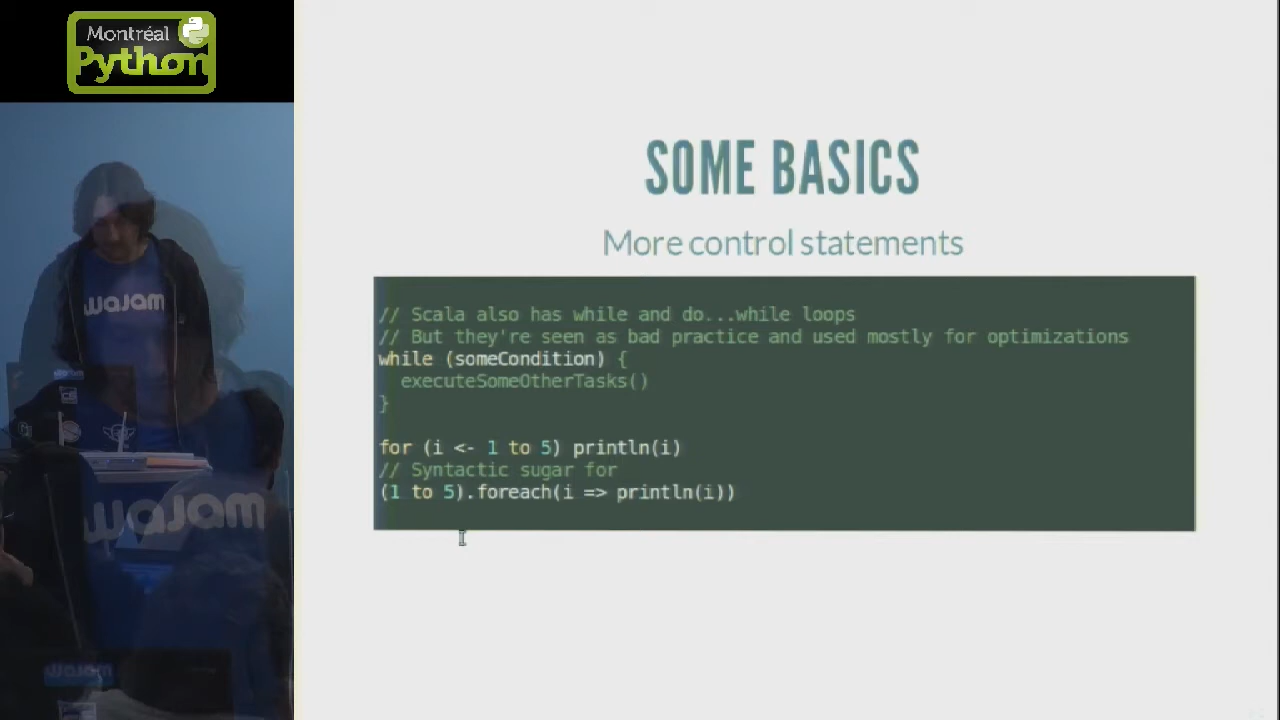 Montréal
Python
SOME BASICS
More control statements
// Scala also has while and do...while loops
// But they're seen as bad practice and used mostly for optimizations
while (someCondition) {
executeSomeOtherTasks()
}
for (i <- 1 to 5) println(i)
// Syntactic sugar for
(1 to 5).foreach(i => println(i))
wajam
wajam
wajam